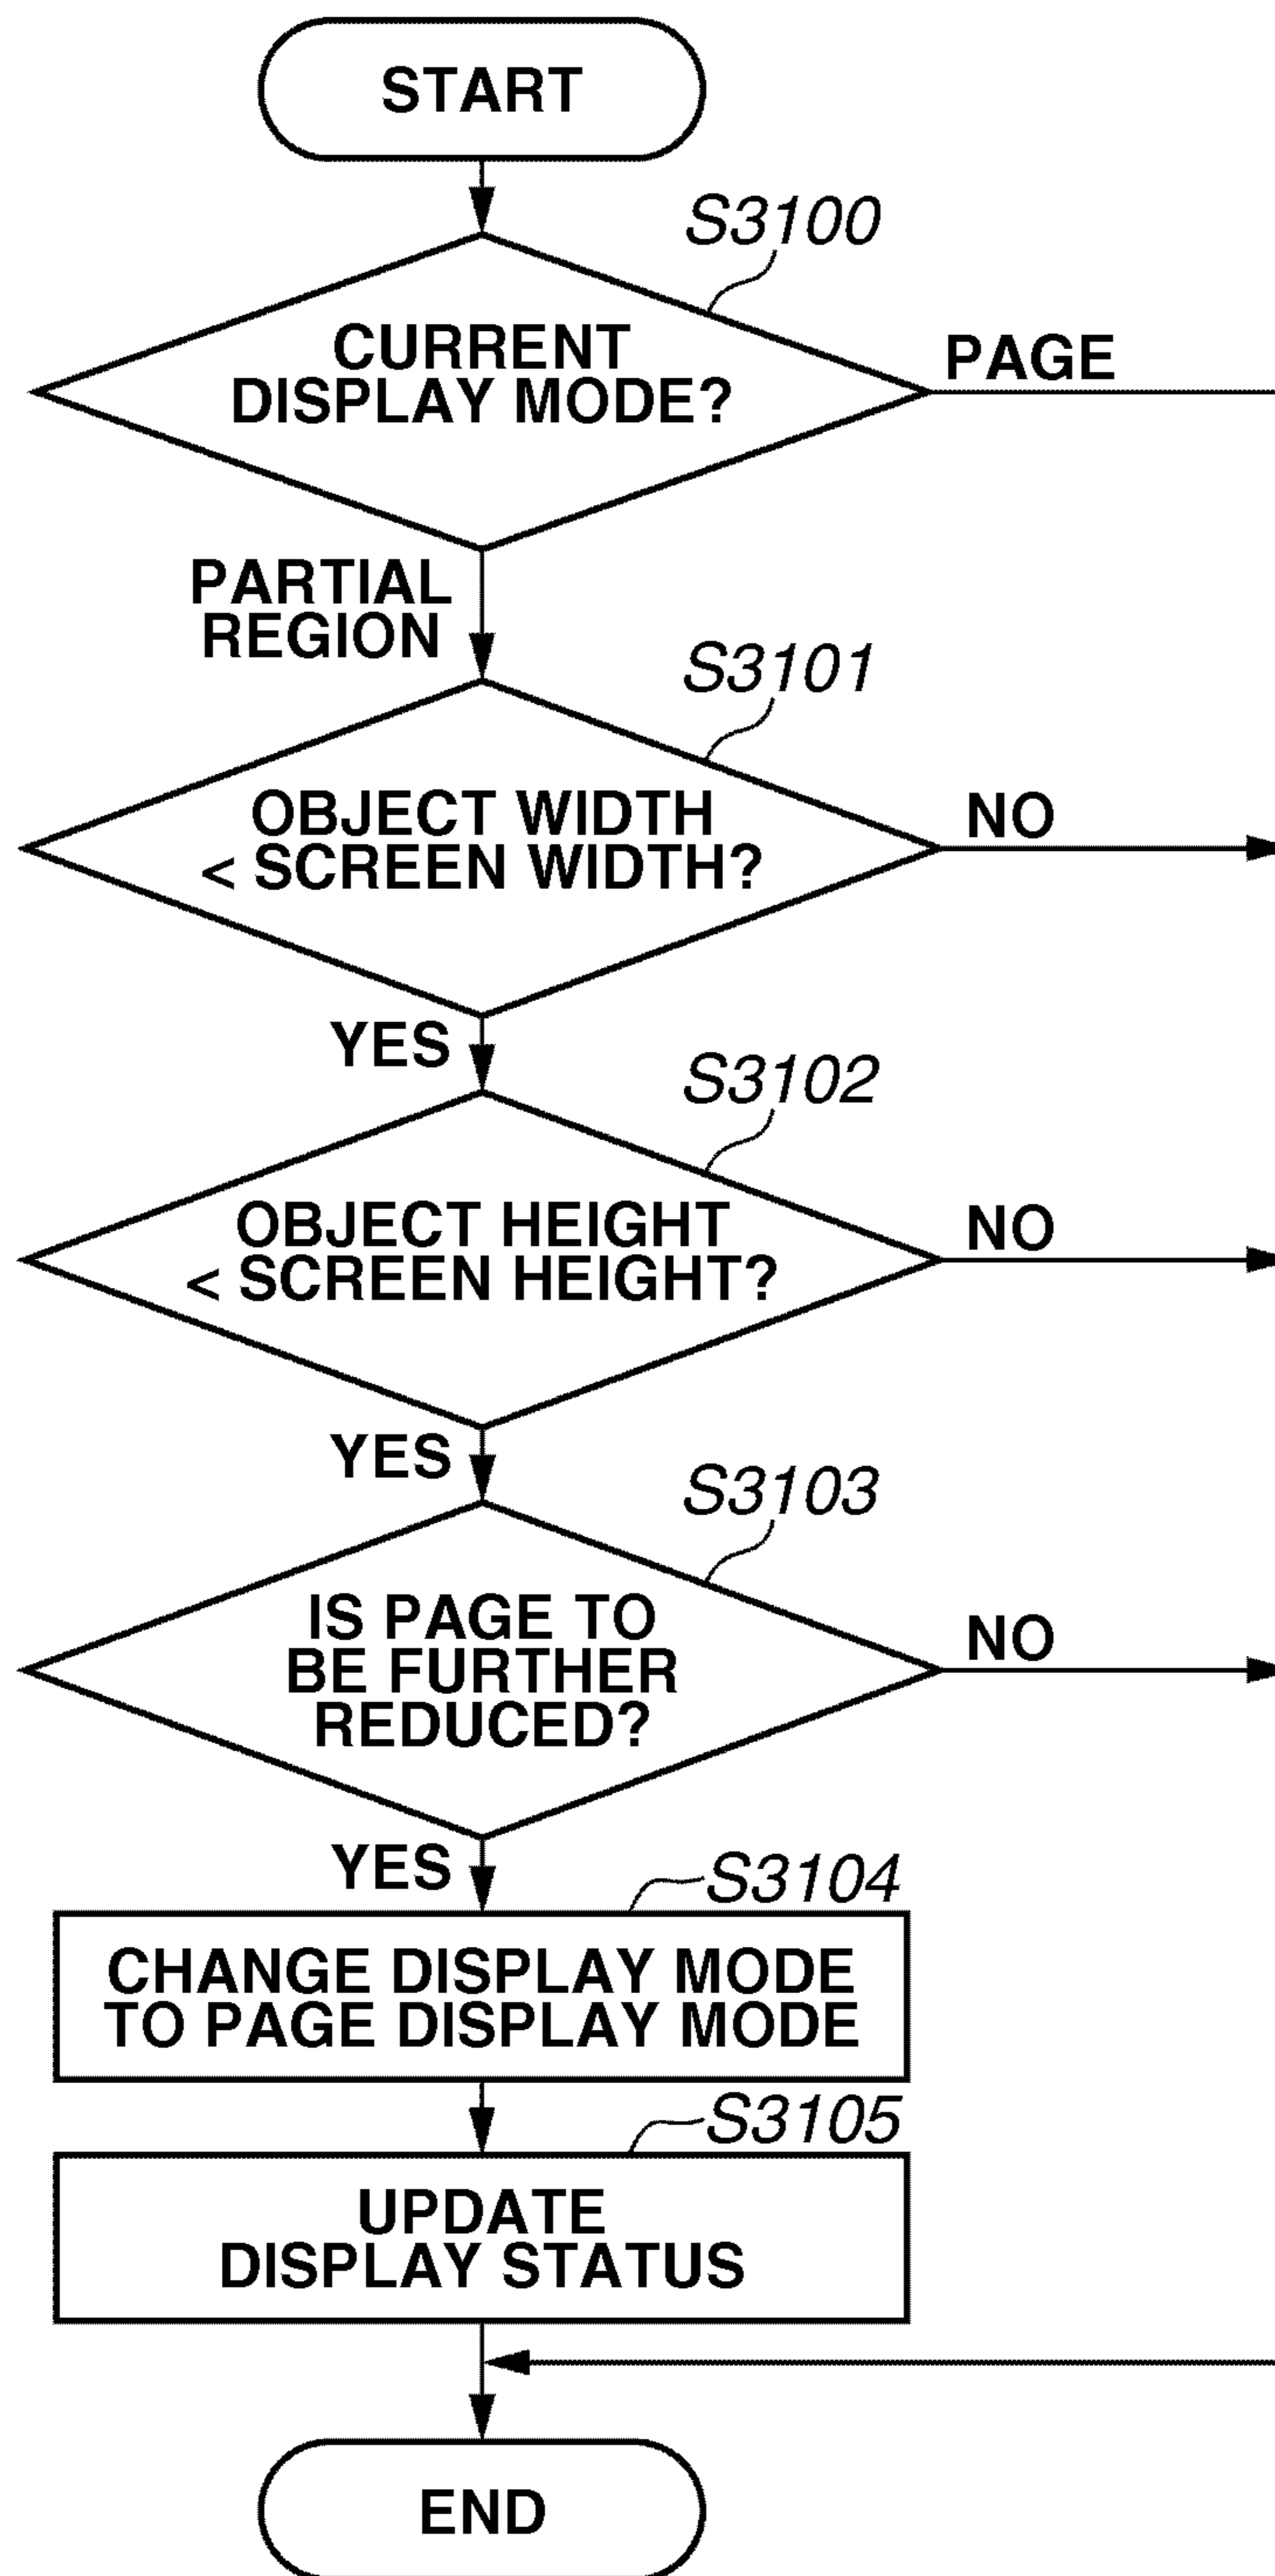 START
S3100
CURRENT
DISPLAY MODE?
PAGE
PARTIAL
REGION
S3101
OBJECT WIDTH
< SCREEN WIDTH?
NO
YES
S3102
OBJECT HEIGHT
< SCREEN HEIGHT?
NO
YES
S3103
IS PAGE TO
BE FURTHER
REDUCED?
NO
YES
S3104
CHANGE DISPLAY MODE
TO PAGE DISPLAY MODE
S3105
UPDATE
DISPLAY STATUS
END